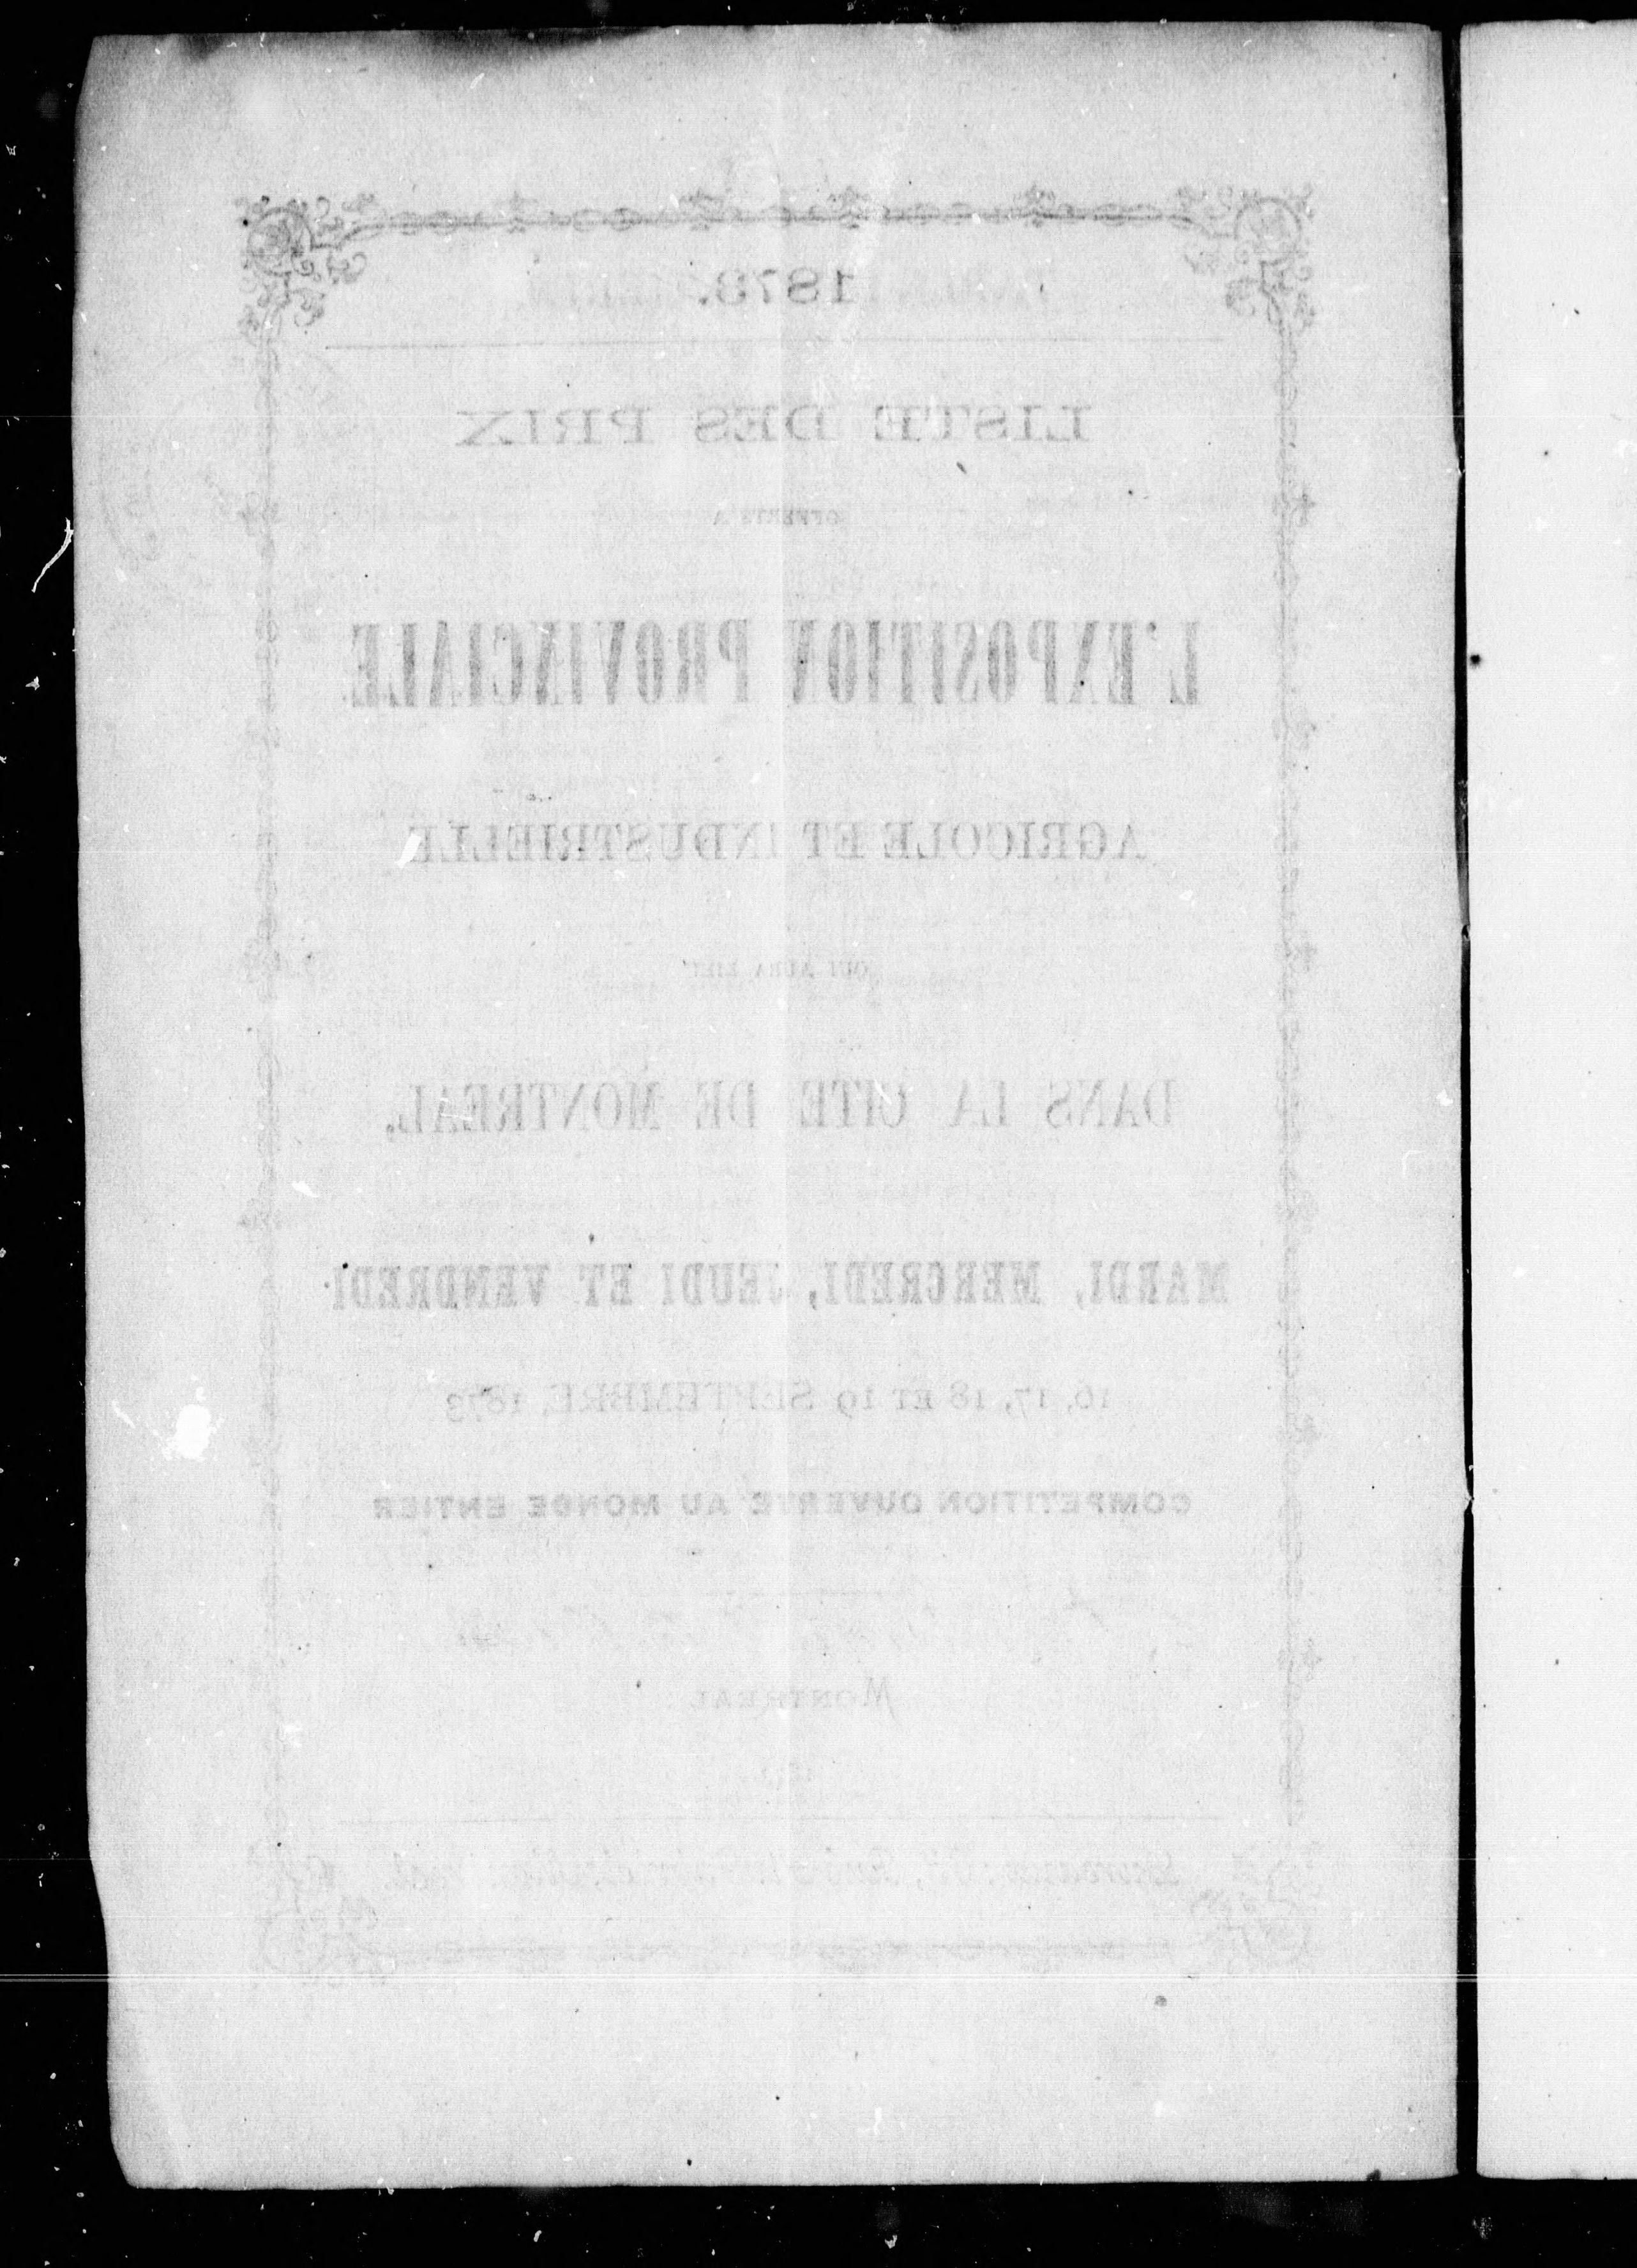 1873.
LISTE DES PRIX
OFFERTS A
L'EXPOSITION PROVINCIALE
AGRICOLE ET INDUSTRIELLE
QUI AURA LIEU
DANS LA CITE DE MONTREAL,
MARDI, MERCREDI, JEUDI ET VENDREDI
16, 17, 18 ET 19 SEPTEMBRE, 1873
COMPETITION OUVERTE AU MONDE ENTIER
MONTREAL